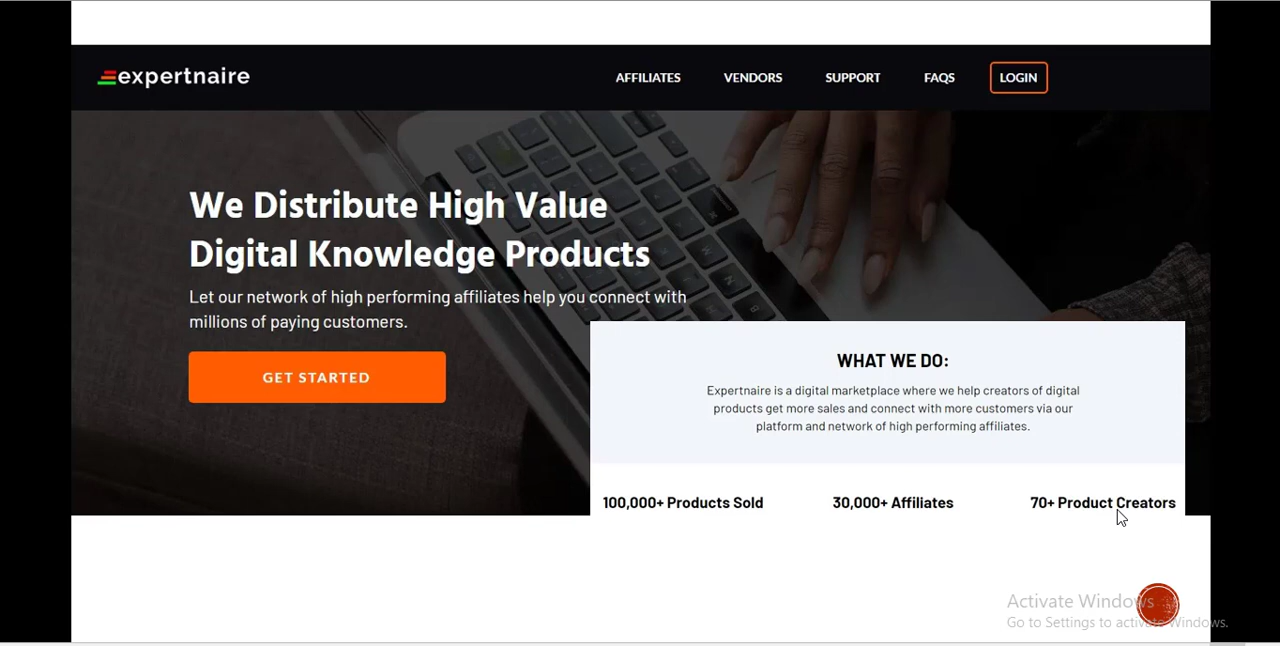 expertnaire
AFFILIATES VENDORS SUPPORT FAQS LOGIN
We Distribute High Value
Digital Knowledge Products
Let our network of high performing affiliates help you connect with
millions of paying customers.
GET STARTED
WHAT WE DO:
Expertnaire is a digital marketplace where we help creators of digital
products get more sales and connect with more customers via our
platform and network of high performing affiliates.
100,000+ Products Sold 30,000+ Affiliates 70+ Product Creators
Activate Windows
Go to Settings to activate Windows.